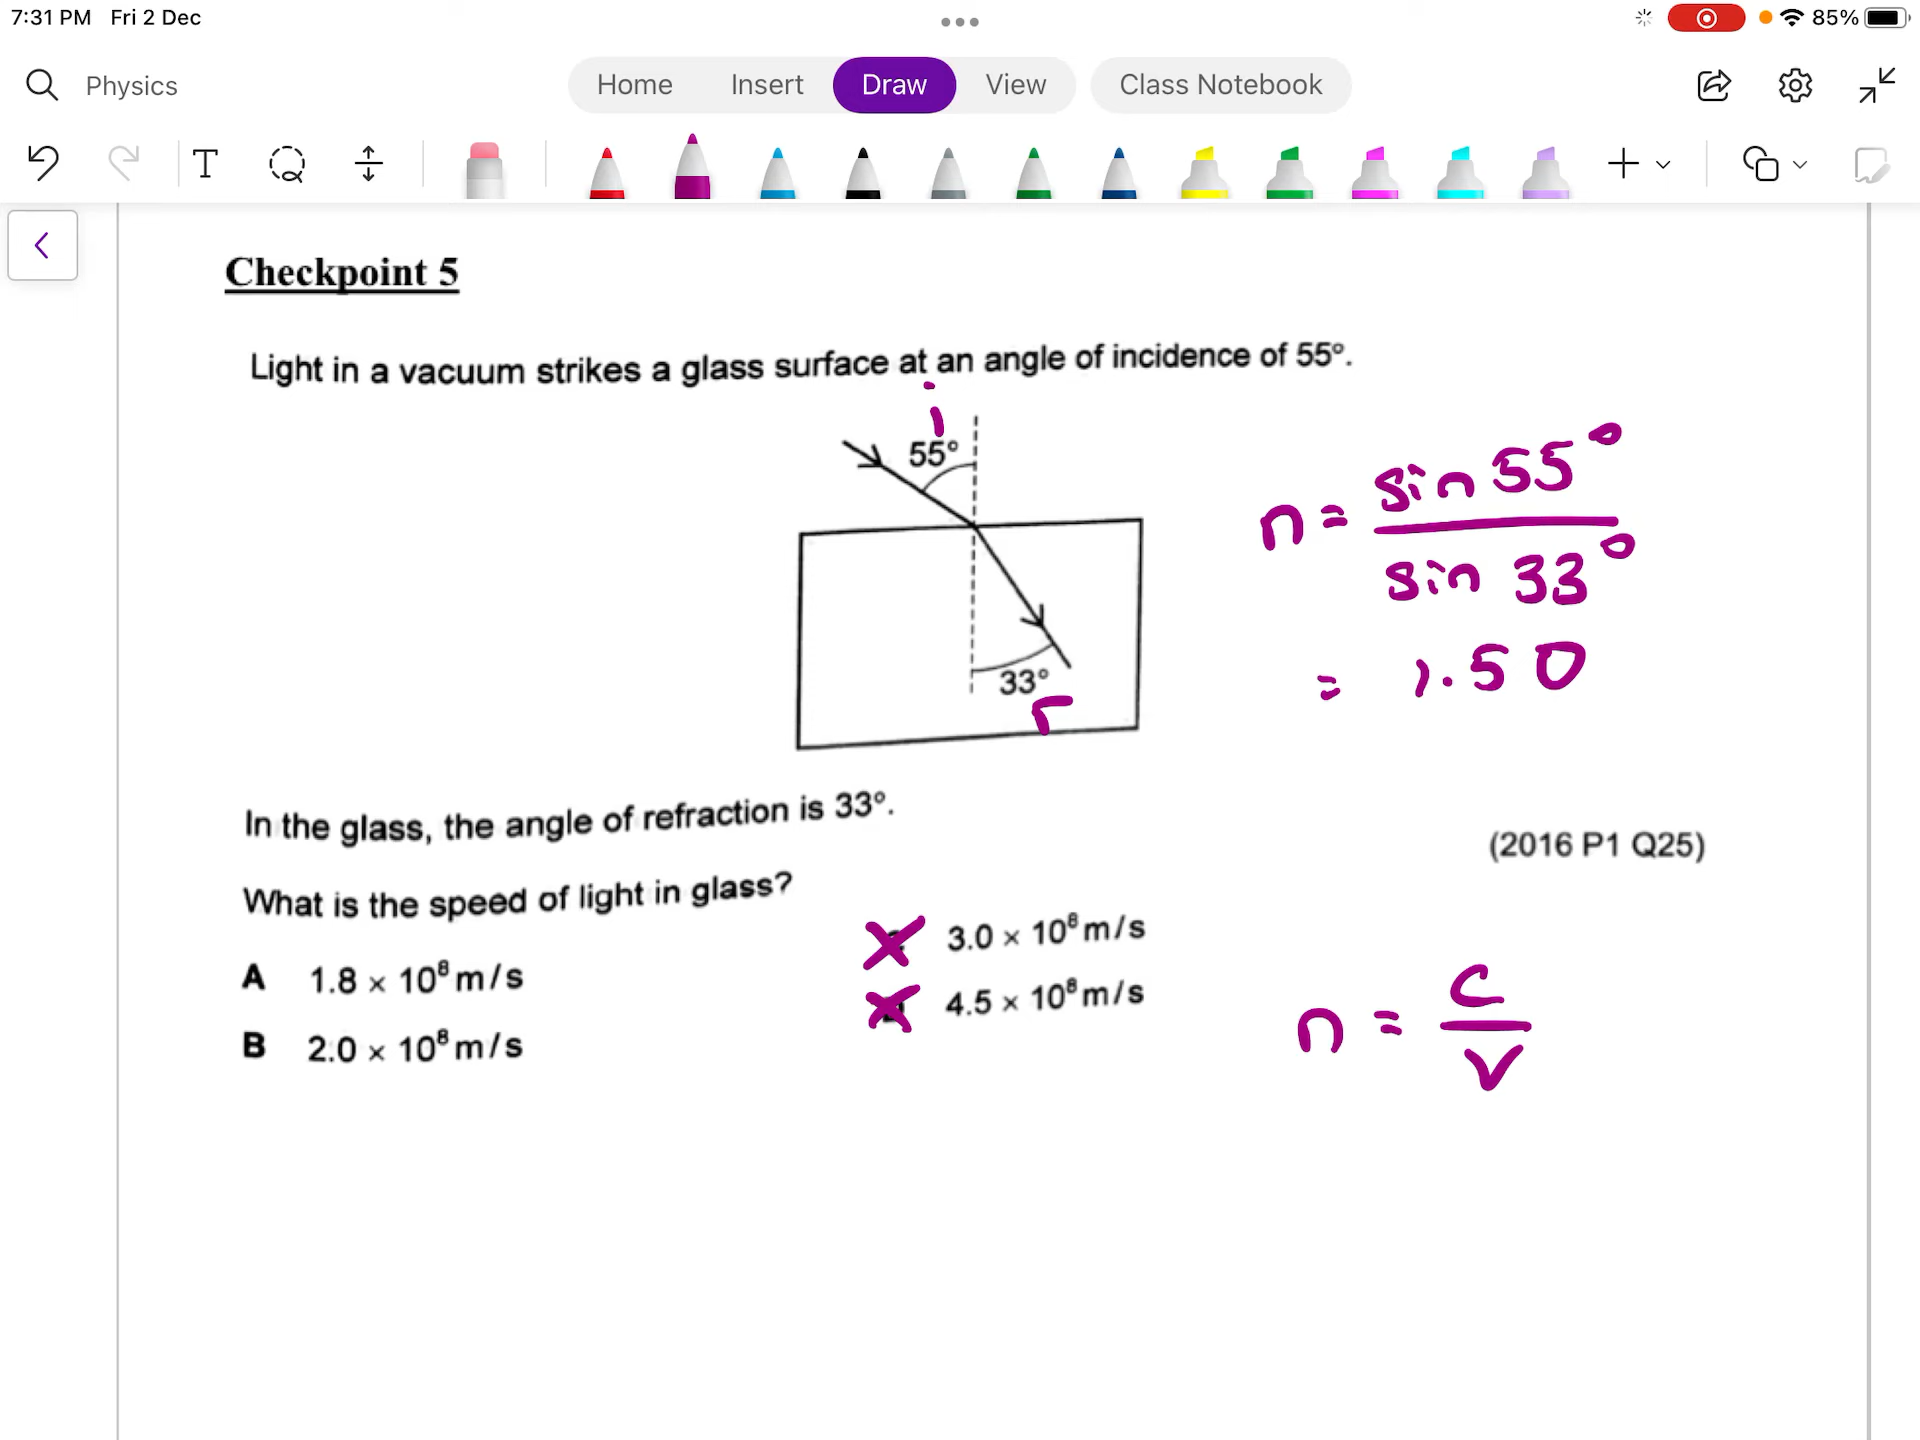 7:31 PM Fri 2 Dec
85%
Physics
Home Insert Draw View Class Notebook
T
Checkpoint 5
Light in a vacuum strikes a glass surface at an angle of incidence of 55°.
i
55°
33°
r
n = sin 55° / sin 33°
= 1.50
In the glass, the angle of refraction is 33°.
(2016 P1 Q25)
What is the speed of light in glass?
A 1.8 × 10⁸ m/s
B 2.0 × 10⁸ m/s
3.0 × 10⁸ m/s
4.5 × 10⁸ m/s
n = c / v